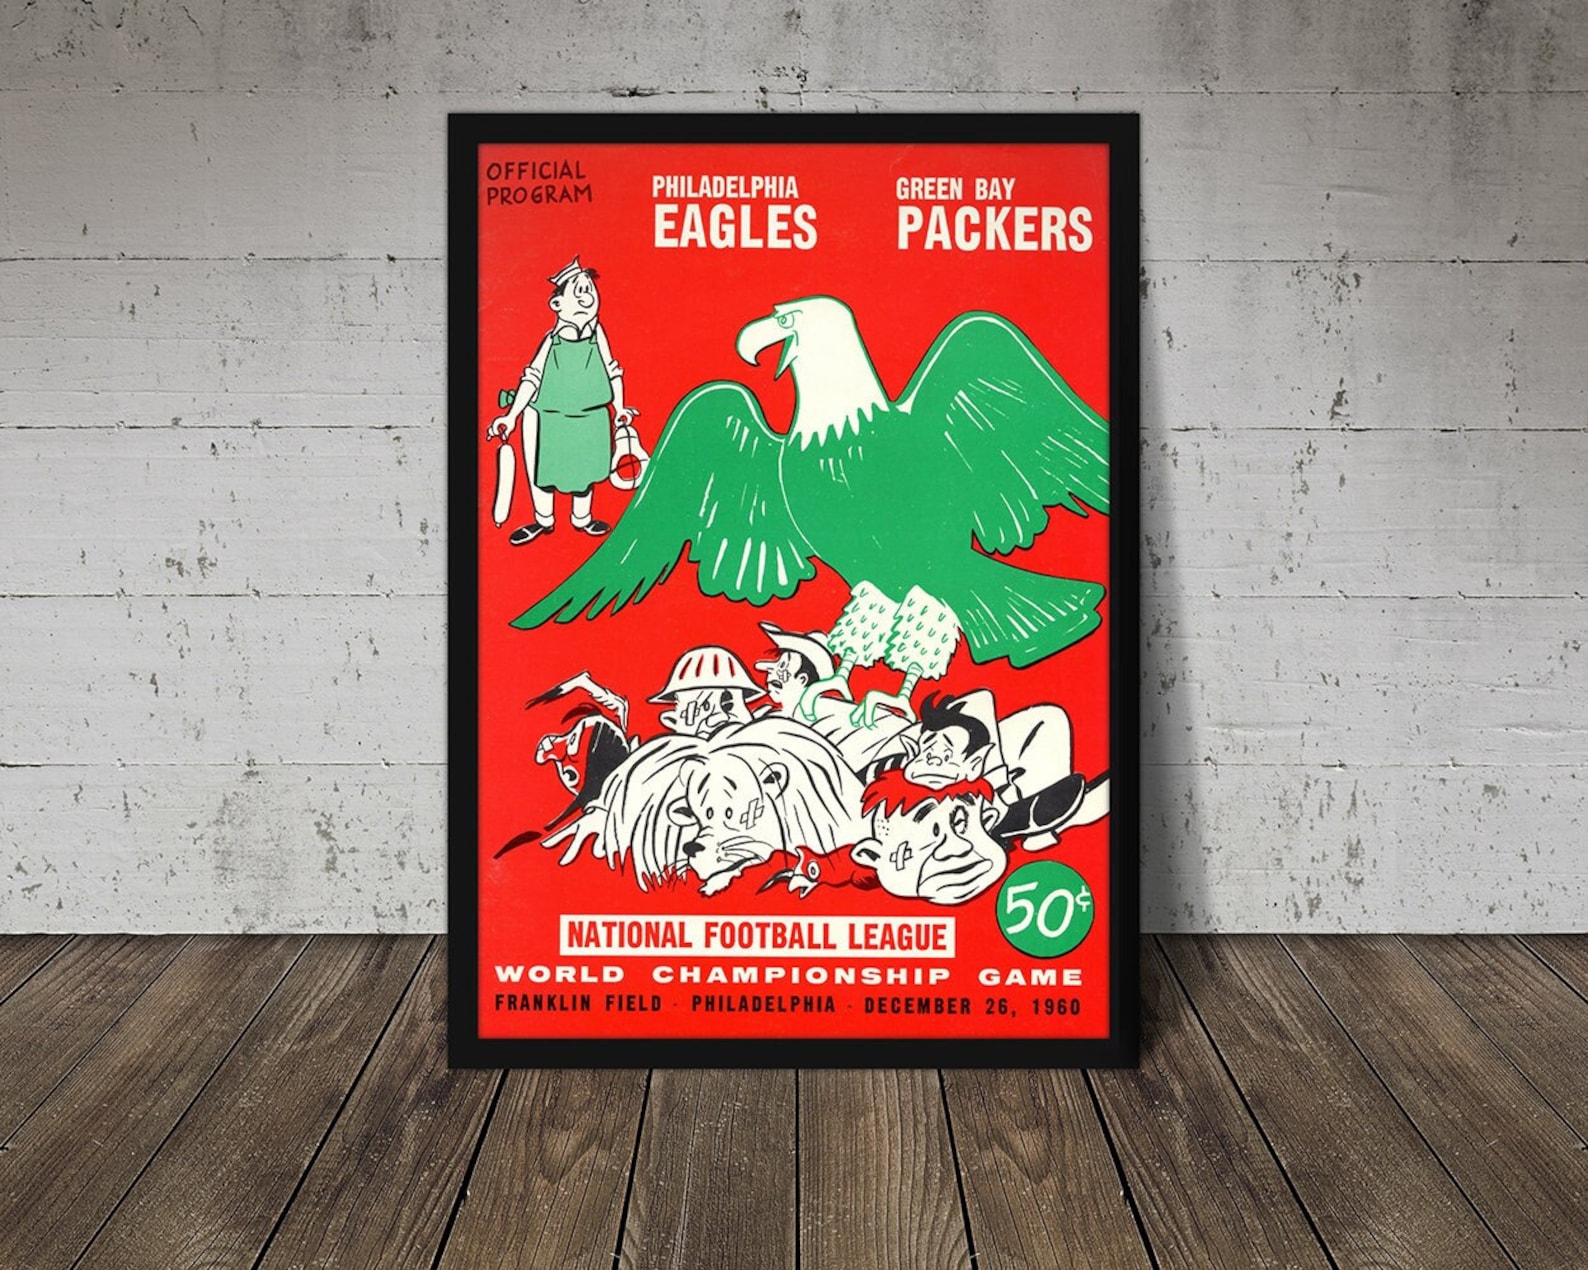 OFFICIAL
PROGRAM
PHILADELPHIA
EAGLES
GREEN BAY
PACKERS
50¢
NATIONAL FOOTBALL LEAGUE
WORLD CHAMPIONSHIP GAME
FRANKLIN FIELD - PHILADELPHIA - DECEMBER 26, 1960